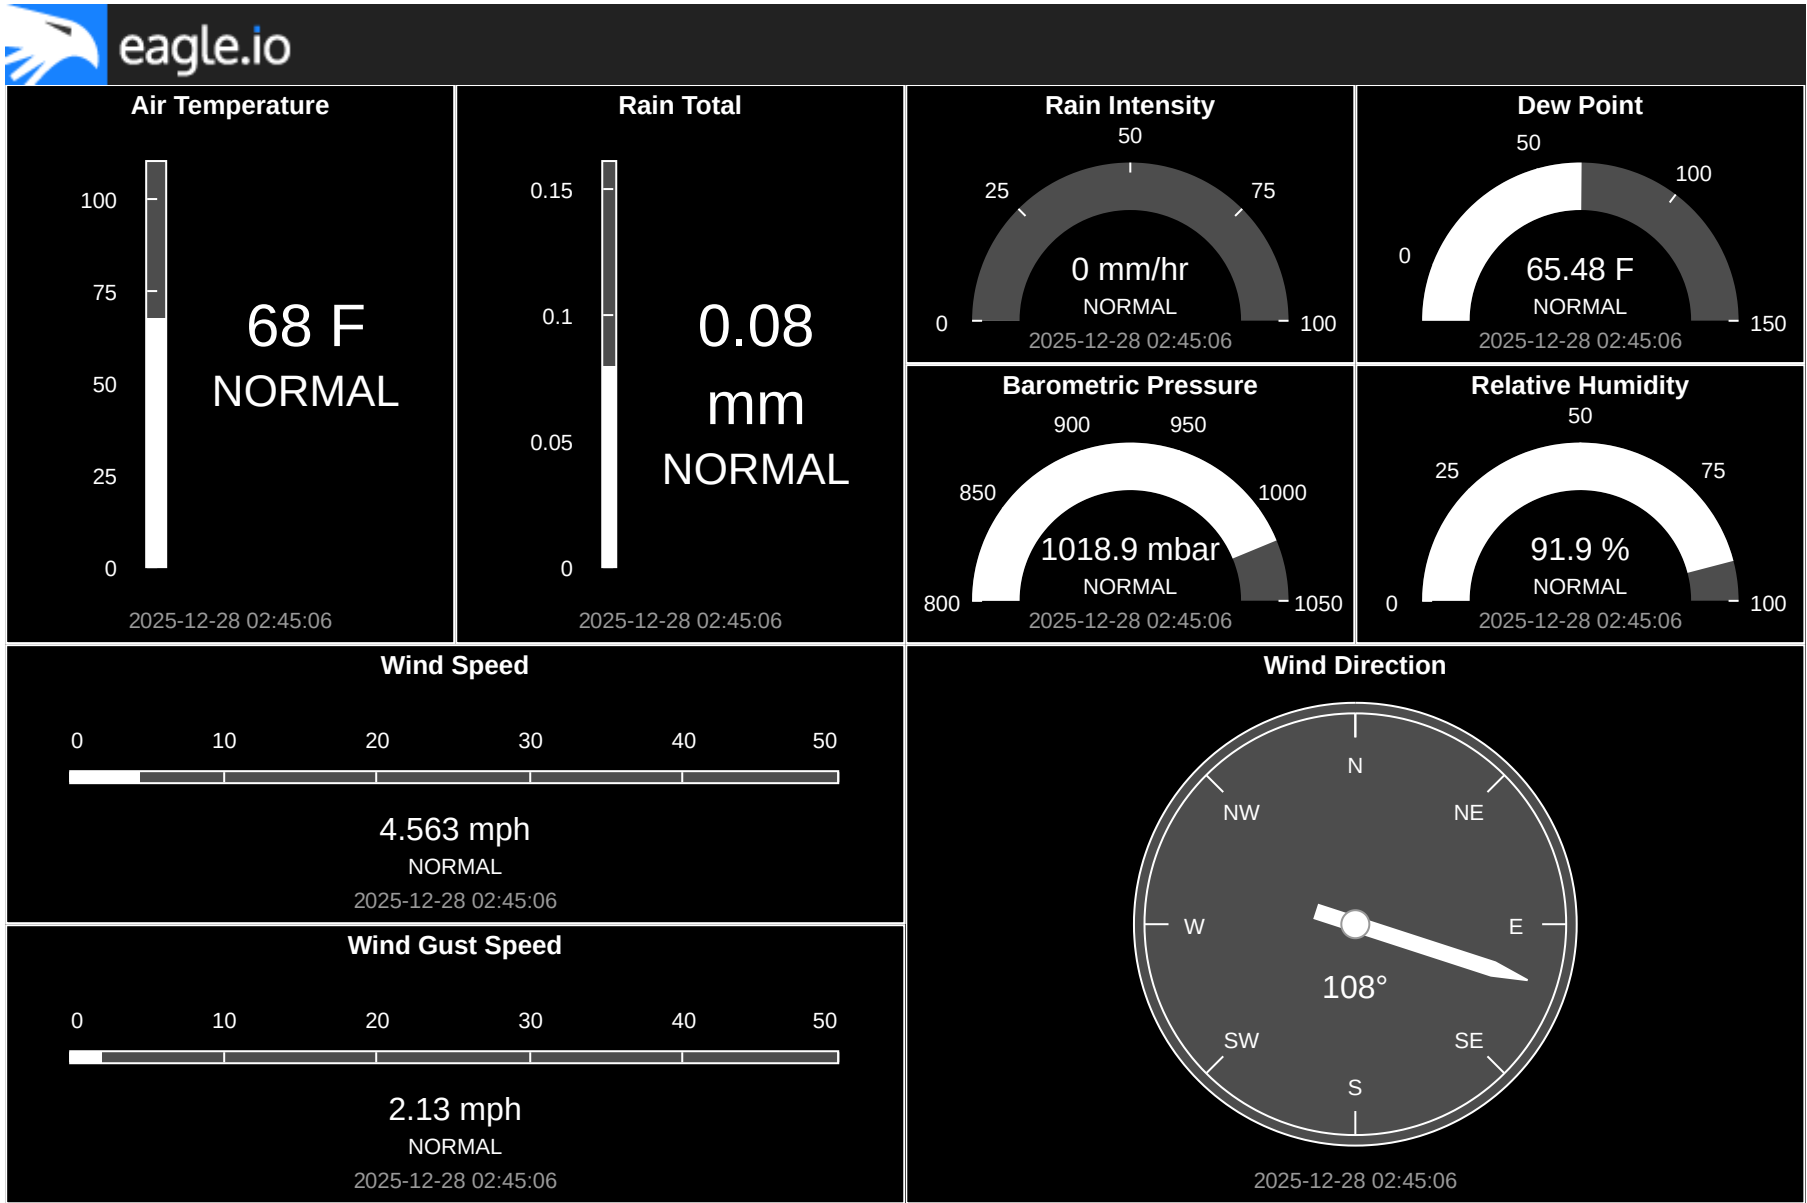 eagle.io
Air Temperature
100
75
50
25
0
68 F
NORMAL
2025-12-28 02:45:06
Rain Total
0.15
0.1
0.05
0
0.08
mm
NORMAL
2025-12-28 02:45:06
Rain Intensity
50
25
75
0
100
0 mm/hr
NORMAL
2025-12-28 02:45:06
Dew Point
50
100
0
150
65.48 F
NORMAL
2025-12-28 02:45:06
Barometric Pressure
900
950
850
1000
800
1050
1018.9 mbar
NORMAL
2025-12-28 02:45:06
Relative Humidity
50
25
75
0
100
91.9 %
NORMAL
2025-12-28 02:45:06
Wind Speed
0 10 20 30 40 50
4.563 mph
NORMAL
2025-12-28 02:45:06
Wind Gust Speed
0 10 20 30 40 50
2.13 mph
NORMAL
2025-12-28 02:45:06
Wind Direction
N
NW NE
W E
108°
SW SE
S
2025-12-28 02:45:06